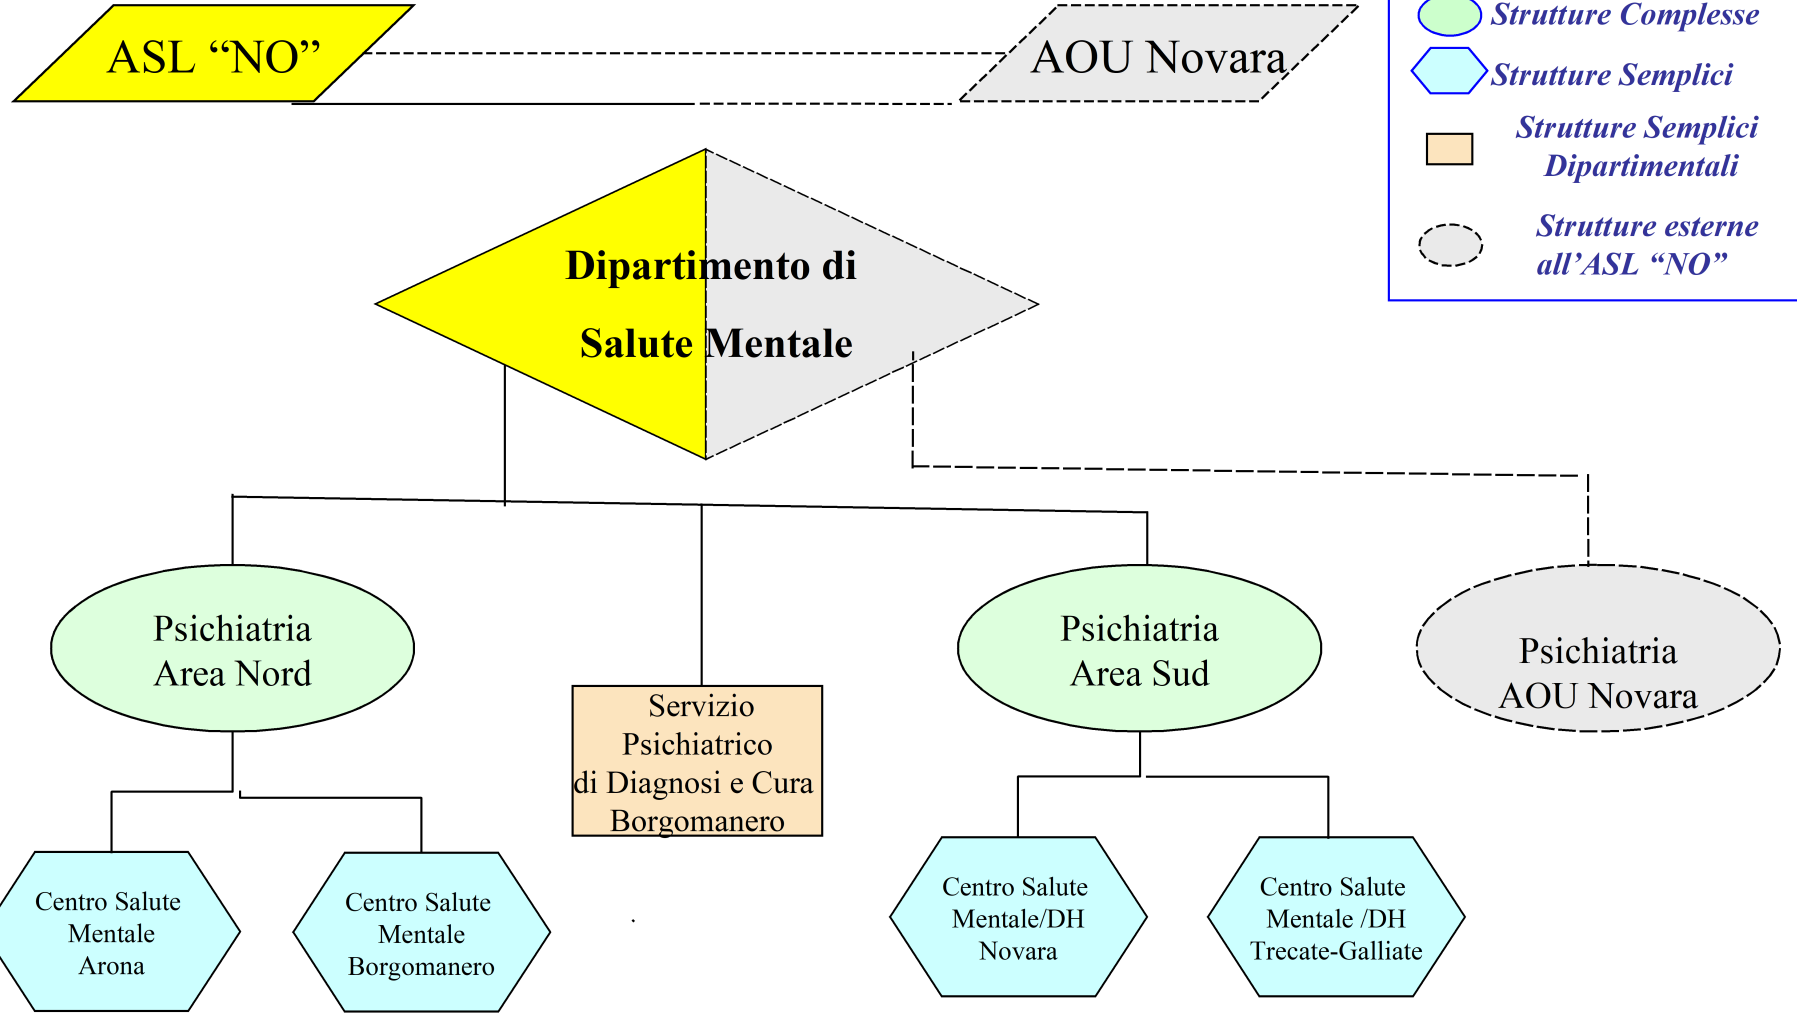 ASL “NO”
AOU Novara
Strutture Complesse
Strutture Semplici
Strutture Semplici
Dipartimentali
Strutture esterne
all’ASL “NO”
Dipartimento di
Salute Mentale
Psichiatria
Area Nord
Servizio
Psichiatrico
di Diagnosi e Cura
Borgomanero
Psichiatria
Area Sud
Psichiatria
AOU Novara
Centro Salute
Mentale
Arona
Centro Salute
Mentale
Borgomanero
.
Centro Salute
Mentale/DH
Novara
Centro Salute
Mentale /DH
Trecate-Galliate